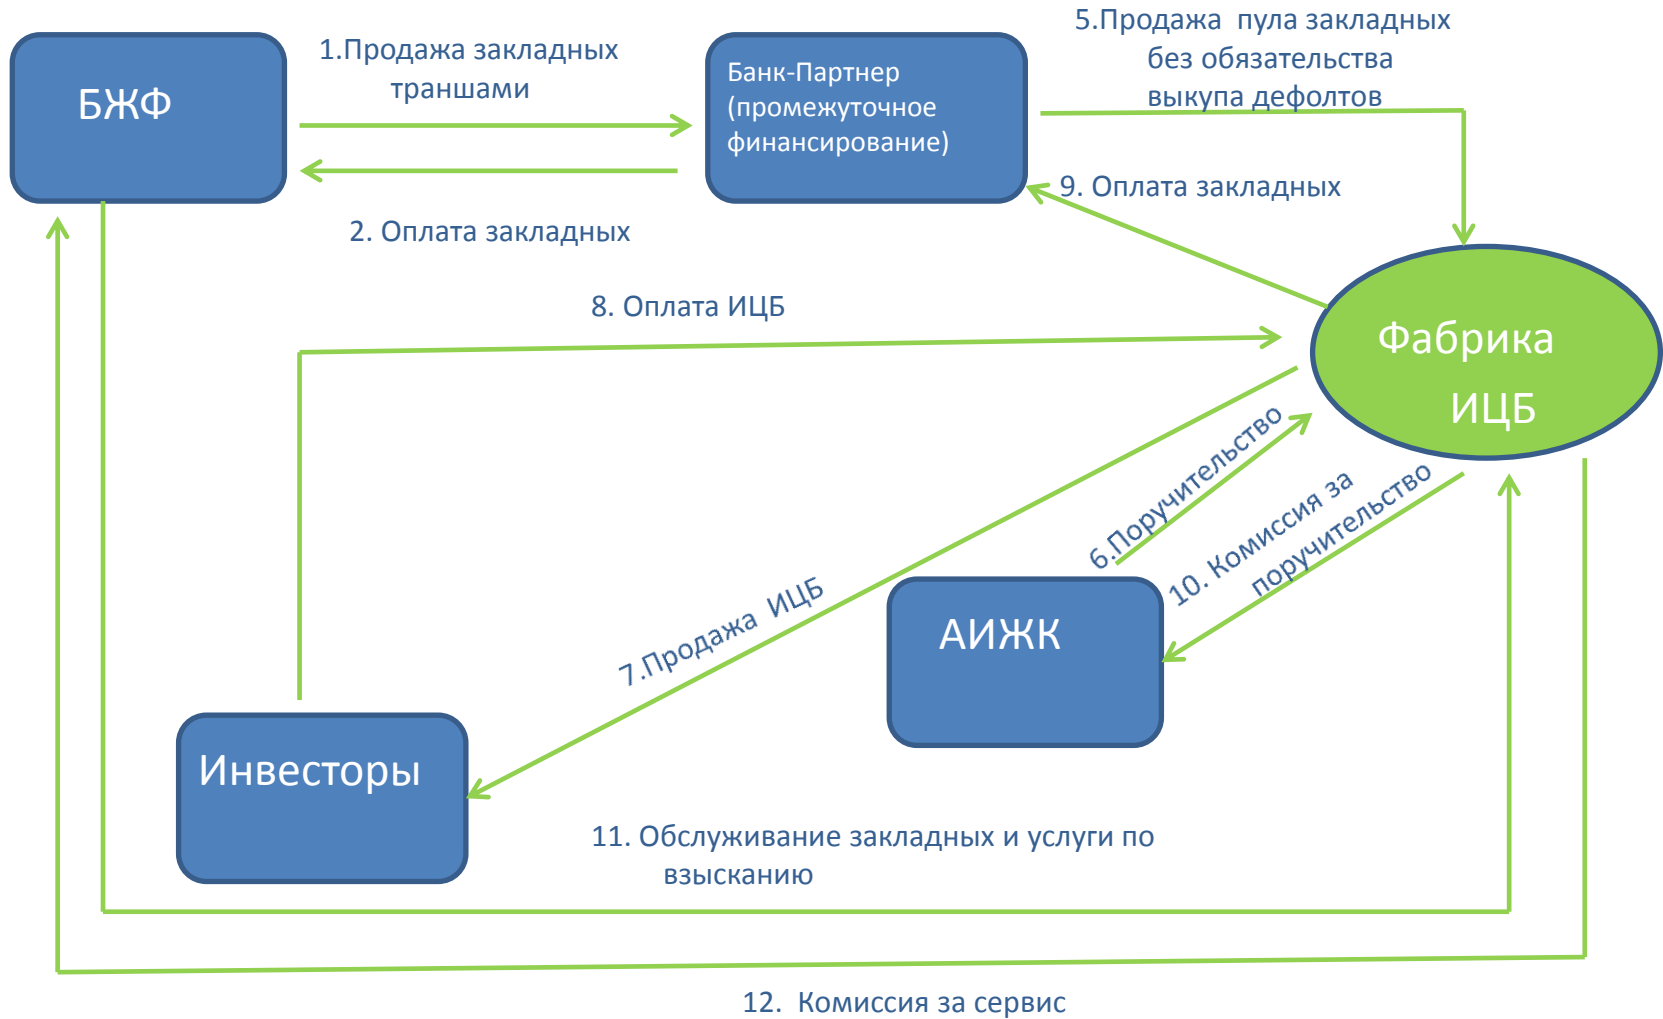 БЖФ
1.Продажа закладных
траншами
Банк-Партнер
(промежуточное
финансирование)
5.Продажа пула закладных
без обязательства
выкупа дефолтов
2. Оплата закладных
9. Оплата закладных
8. Оплата ИЦБ
Фабрика
ИЦБ
6.Поручительство
10. Комиссия за
поручительство
7.Продажа ИЦБ
АИЖК
Инвесторы
11. Обслуживание закладных и услуги по
взысканию
12. Комиссия за сервис